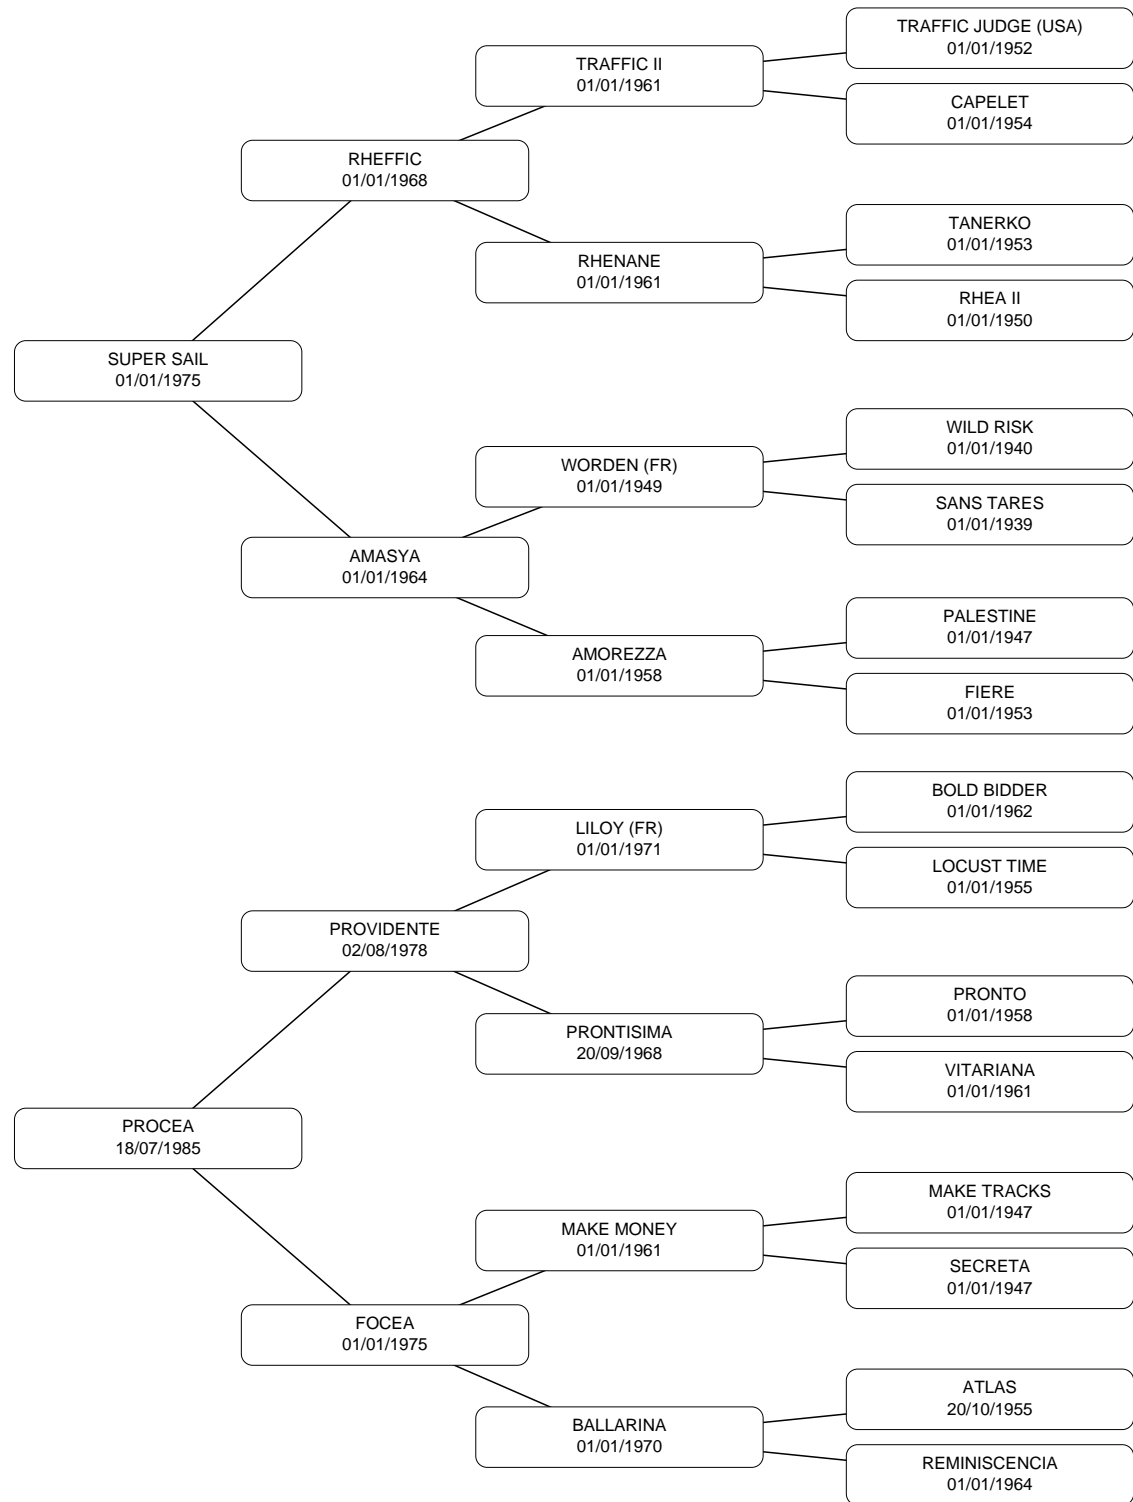 TRAFFIC JUDGE (USA)
01/01/1952
TRAFFIC II
01/01/1961
CAPELET
01/01/1954
RHEFFIC
01/01/1968
TANERKO
01/01/1953
RHENANE
01/01/1961
RHEA II
01/01/1950
SUPER SAIL
01/01/1975
WILD RISK
01/01/1940
WORDEN (FR)
01/01/1949
SANS TARES
01/01/1939
AMASYA
01/01/1964
PALESTINE
01/01/1947
AMOREZZA
01/01/1958
FIERE
01/01/1953
BOLD BIDDER
01/01/1962
LILOY (FR)
01/01/1971
LOCUST TIME
01/01/1955
PROVIDENTE
02/08/1978
PRONTO
01/01/1958
PRONTISIMA
20/09/1968
VITARIANA
01/01/1961
PROCEA
18/07/1985
MAKE TRACKS
01/01/1947
MAKE MONEY
01/01/1961
SECRETA
01/01/1947
FOCEA
01/01/1975
ATLAS
20/10/1955
BALLARINA
01/01/1970
REMINISCENCIA
01/01/1964